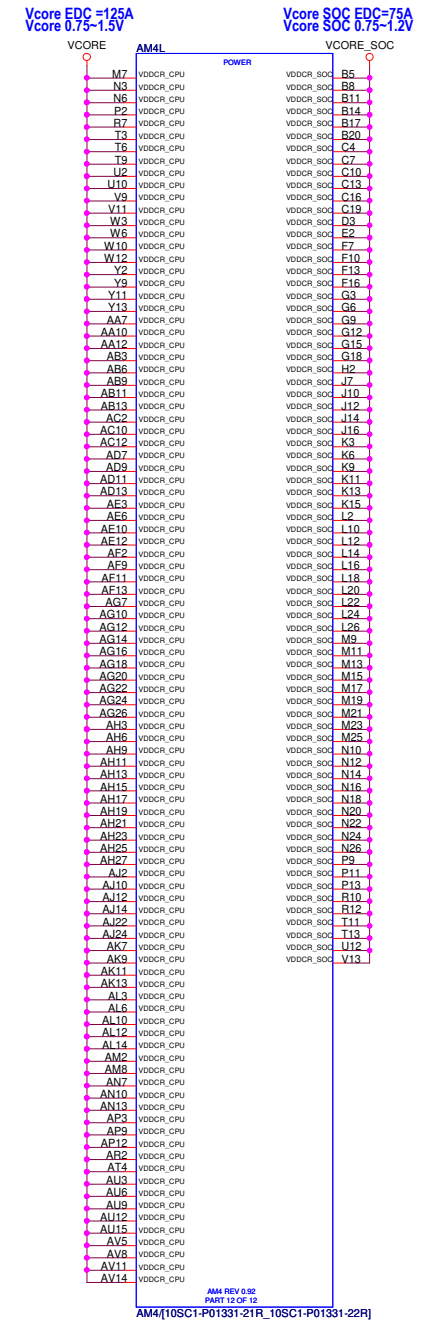 Vcore EDC =125A
Vcore 0.75~1.5V
Vcore SOC EDC=75A
Vcore SOC 0.75~1.2V
VCORE
AM4L
VCORE_SOC
POWER
M7 VDDCR_CPU VDDCR_SOC B5
N3 VDDCR_CPU VDDCR_SOC B8
N6 VDDCR_CPU VDDCR_SOC B11
P2 VDDCR_CPU VDDCR_SOC B14
R7 VDDCR_CPU VDDCR_SOC B17
T3 VDDCR_CPU VDDCR_SOC B20
T6 VDDCR_CPU VDDCR_SOC C4
T9 VDDCR_CPU VDDCR_SOC C7
U2 VDDCR_CPU VDDCR_SOC C10
U10 VDDCR_CPU VDDCR_SOC C13
V9 VDDCR_CPU VDDCR_SOC C16
V11 VDDCR_CPU VDDCR_SOC C19
W3 VDDCR_CPU VDDCR_SOC D3
W6 VDDCR_CPU VDDCR_SOC E2
W10 VDDCR_CPU VDDCR_SOC F7
W12 VDDCR_CPU VDDCR_SOC F10
Y2 VDDCR_CPU VDDCR_SOC F13
Y9 VDDCR_CPU VDDCR_SOC F16
Y11 VDDCR_CPU VDDCR_SOC G3
Y13 VDDCR_CPU VDDCR_SOC G6
AA7 VDDCR_CPU VDDCR_SOC G9
AA10 VDDCR_CPU VDDCR_SOC G12
AA12 VDDCR_CPU VDDCR_SOC G15
AB3 VDDCR_CPU VDDCR_SOC G18
AB6 VDDCR_CPU VDDCR_SOC H2
AB9 VDDCR_CPU VDDCR_SOC J7
AB11 VDDCR_CPU VDDCR_SOC J10
AB13 VDDCR_CPU VDDCR_SOC J12
AC2 VDDCR_CPU VDDCR_SOC J14
AC10 VDDCR_CPU VDDCR_SOC J16
AC12 VDDCR_CPU VDDCR_SOC K3
AD7 VDDCR_CPU VDDCR_SOC K6
AD9 VDDCR_CPU VDDCR_SOC K9
AD11 VDDCR_CPU VDDCR_SOC K11
AD13 VDDCR_CPU VDDCR_SOC K13
AE3 VDDCR_CPU VDDCR_SOC K15
AE6 VDDCR_CPU VDDCR_SOC L2
AE10 VDDCR_CPU VDDCR_SOC L10
AE12 VDDCR_CPU VDDCR_SOC L12
AF2 VDDCR_CPU VDDCR_SOC L14
AF9 VDDCR_CPU VDDCR_SOC L16
AF11 VDDCR_CPU VDDCR_SOC L18
AF13 VDDCR_CPU VDDCR_SOC L20
AG7 VDDCR_CPU VDDCR_SOC L22
AG10 VDDCR_CPU VDDCR_SOC L24
AG12 VDDCR_CPU VDDCR_SOC L26
AG14 VDDCR_CPU VDDCR_SOC M9
AG16 VDDCR_CPU VDDCR_SOC M11
AG18 VDDCR_CPU VDDCR_SOC M13
AG20 VDDCR_CPU VDDCR_SOC M15
AG22 VDDCR_CPU VDDCR_SOC M17
AG24 VDDCR_CPU VDDCR_SOC M19
AG26 VDDCR_CPU VDDCR_SOC M21
AH3 VDDCR_CPU VDDCR_SOC M23
AH6 VDDCR_CPU VDDCR_SOC M25
AH9 VDDCR_CPU VDDCR_SOC N10
AH11 VDDCR_CPU VDDCR_SOC N12
AH13 VDDCR_CPU VDDCR_SOC N14
AH15 VDDCR_CPU VDDCR_SOC N16
AH17 VDDCR_CPU VDDCR_SOC N18
AH19 VDDCR_CPU VDDCR_SOC N20
AH21 VDDCR_CPU VDDCR_SOC N22
AH23 VDDCR_CPU VDDCR_SOC N24
AH25 VDDCR_CPU VDDCR_SOC N26
AH27 VDDCR_CPU VDDCR_SOC P9
AJ2 VDDCR_CPU VDDCR_SOC P11
AJ10 VDDCR_CPU VDDCR_SOC P13
AJ12 VDDCR_CPU VDDCR_SOC R10
AJ14 VDDCR_CPU VDDCR_SOC R12
AJ22 VDDCR_CPU VDDCR_SOC T11
AJ24 VDDCR_CPU VDDCR_SOC T13
AK7 VDDCR_CPU VDDCR_SOC U12
AK9 VDDCR_CPU VDDCR_SOC V13
AK11 VDDCR_CPU
AK13 VDDCR_CPU
AL3 VDDCR_CPU
AL6 VDDCR_CPU
AL10 VDDCR_CPU
AL12 VDDCR_CPU
AL14 VDDCR_CPU
AM2 VDDCR_CPU
AM8 VDDCR_CPU
AN7 VDDCR_CPU
AN10 VDDCR_CPU
AN13 VDDCR_CPU
AP3 VDDCR_CPU
AP9 VDDCR_CPU
AP12 VDDCR_CPU
AR2 VDDCR_CPU
AT4 VDDCR_CPU
AU3 VDDCR_CPU
AU6 VDDCR_CPU
AU9 VDDCR_CPU
AU12 VDDCR_CPU
AU15 VDDCR_CPU
AV5 VDDCR_CPU
AV8 VDDCR_CPU
AV11 VDDCR_CPU
AV14 VDDCR_CPU
AM4 REV 0.92
PART 12 OF 12
AM4/[10SC1-P01331-21R_10SC1-P01331-22R]